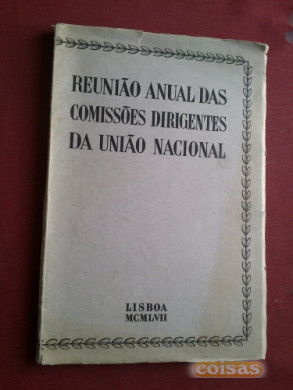 REUNIÃO ANUAL DAS
COMISSÕES DIRIGENTES
DA UNIÃO NACIONAL
LISBOA
MCMLVII
coisas